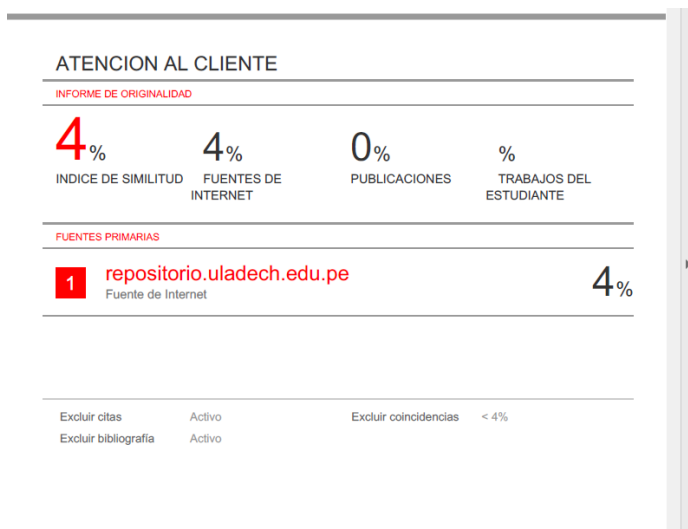 ATENCION AL CLIENTE
INFORME DE ORIGINALIDAD
4% 4% 0% %
INDICE DE SIMILITUD FUENTES DE INTERNET PUBLICACIONES TRABAJOS DEL ESTUDIANTE
FUENTES PRIMARIAS
1 repositorio.uladech.edu.pe 4%
Fuente de Internet
Excluir citas Activo Excluir coincidencias < 4%
Excluir bibliografía Activo